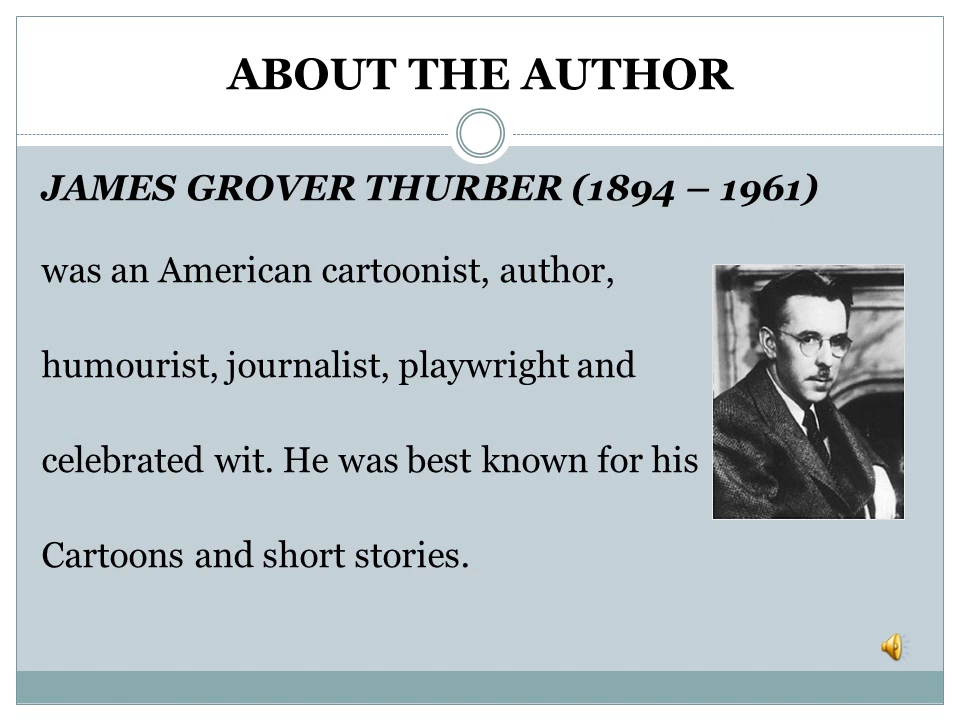 ABOUT THE AUTHOR
JAMES GROVER THURBER (1894 – 1961)
was an American cartoonist, author,
humourist, journalist, playwright and
celebrated wit. He was best known for his
Cartoons and short stories.